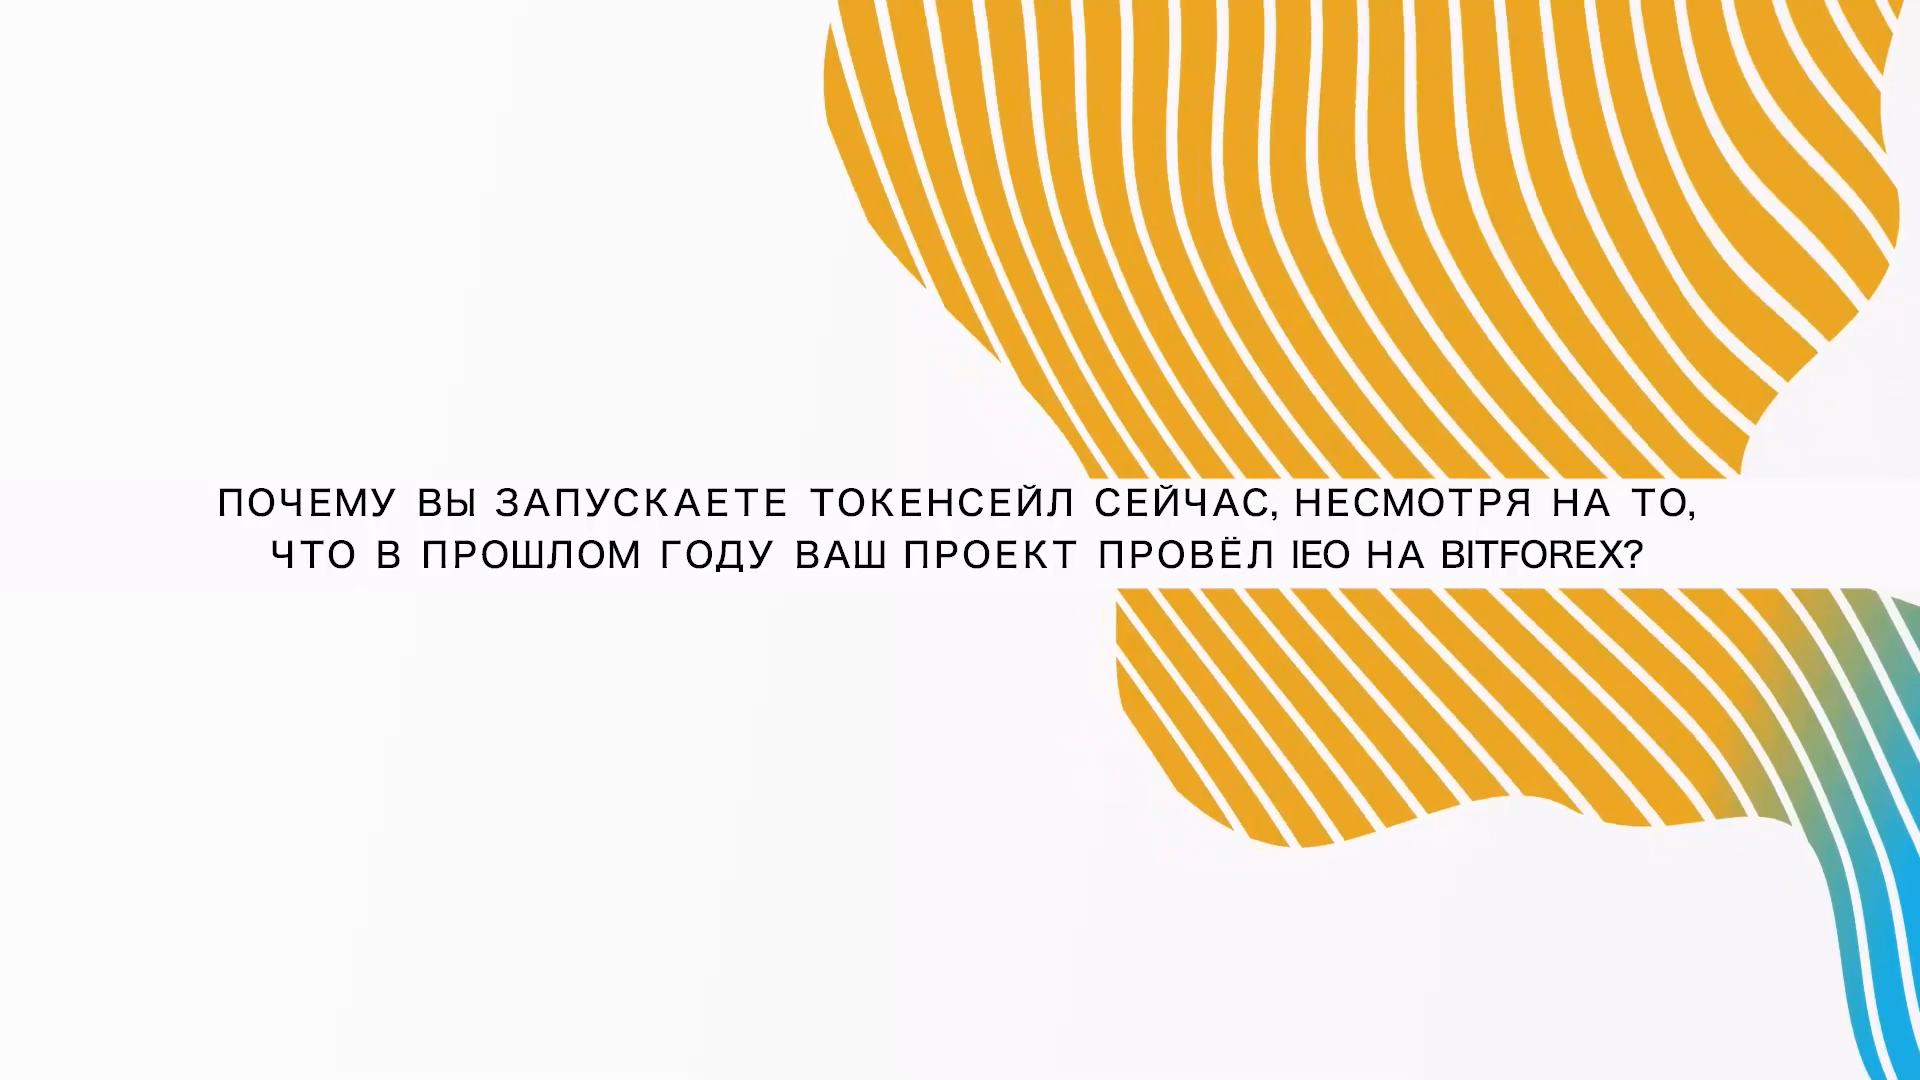 ПОЧЕМУ ВЫ ЗАПУСКАЕТЕ ТОКЕНСЕЙЛ СЕЙЧАС, НЕСМОТРЯ НА ТО,
ЧТО В ПРОШЛОМ ГОДУ ВАШ ПРОЕКТ ПРОВЁЛ IEO НА BITFOREX?